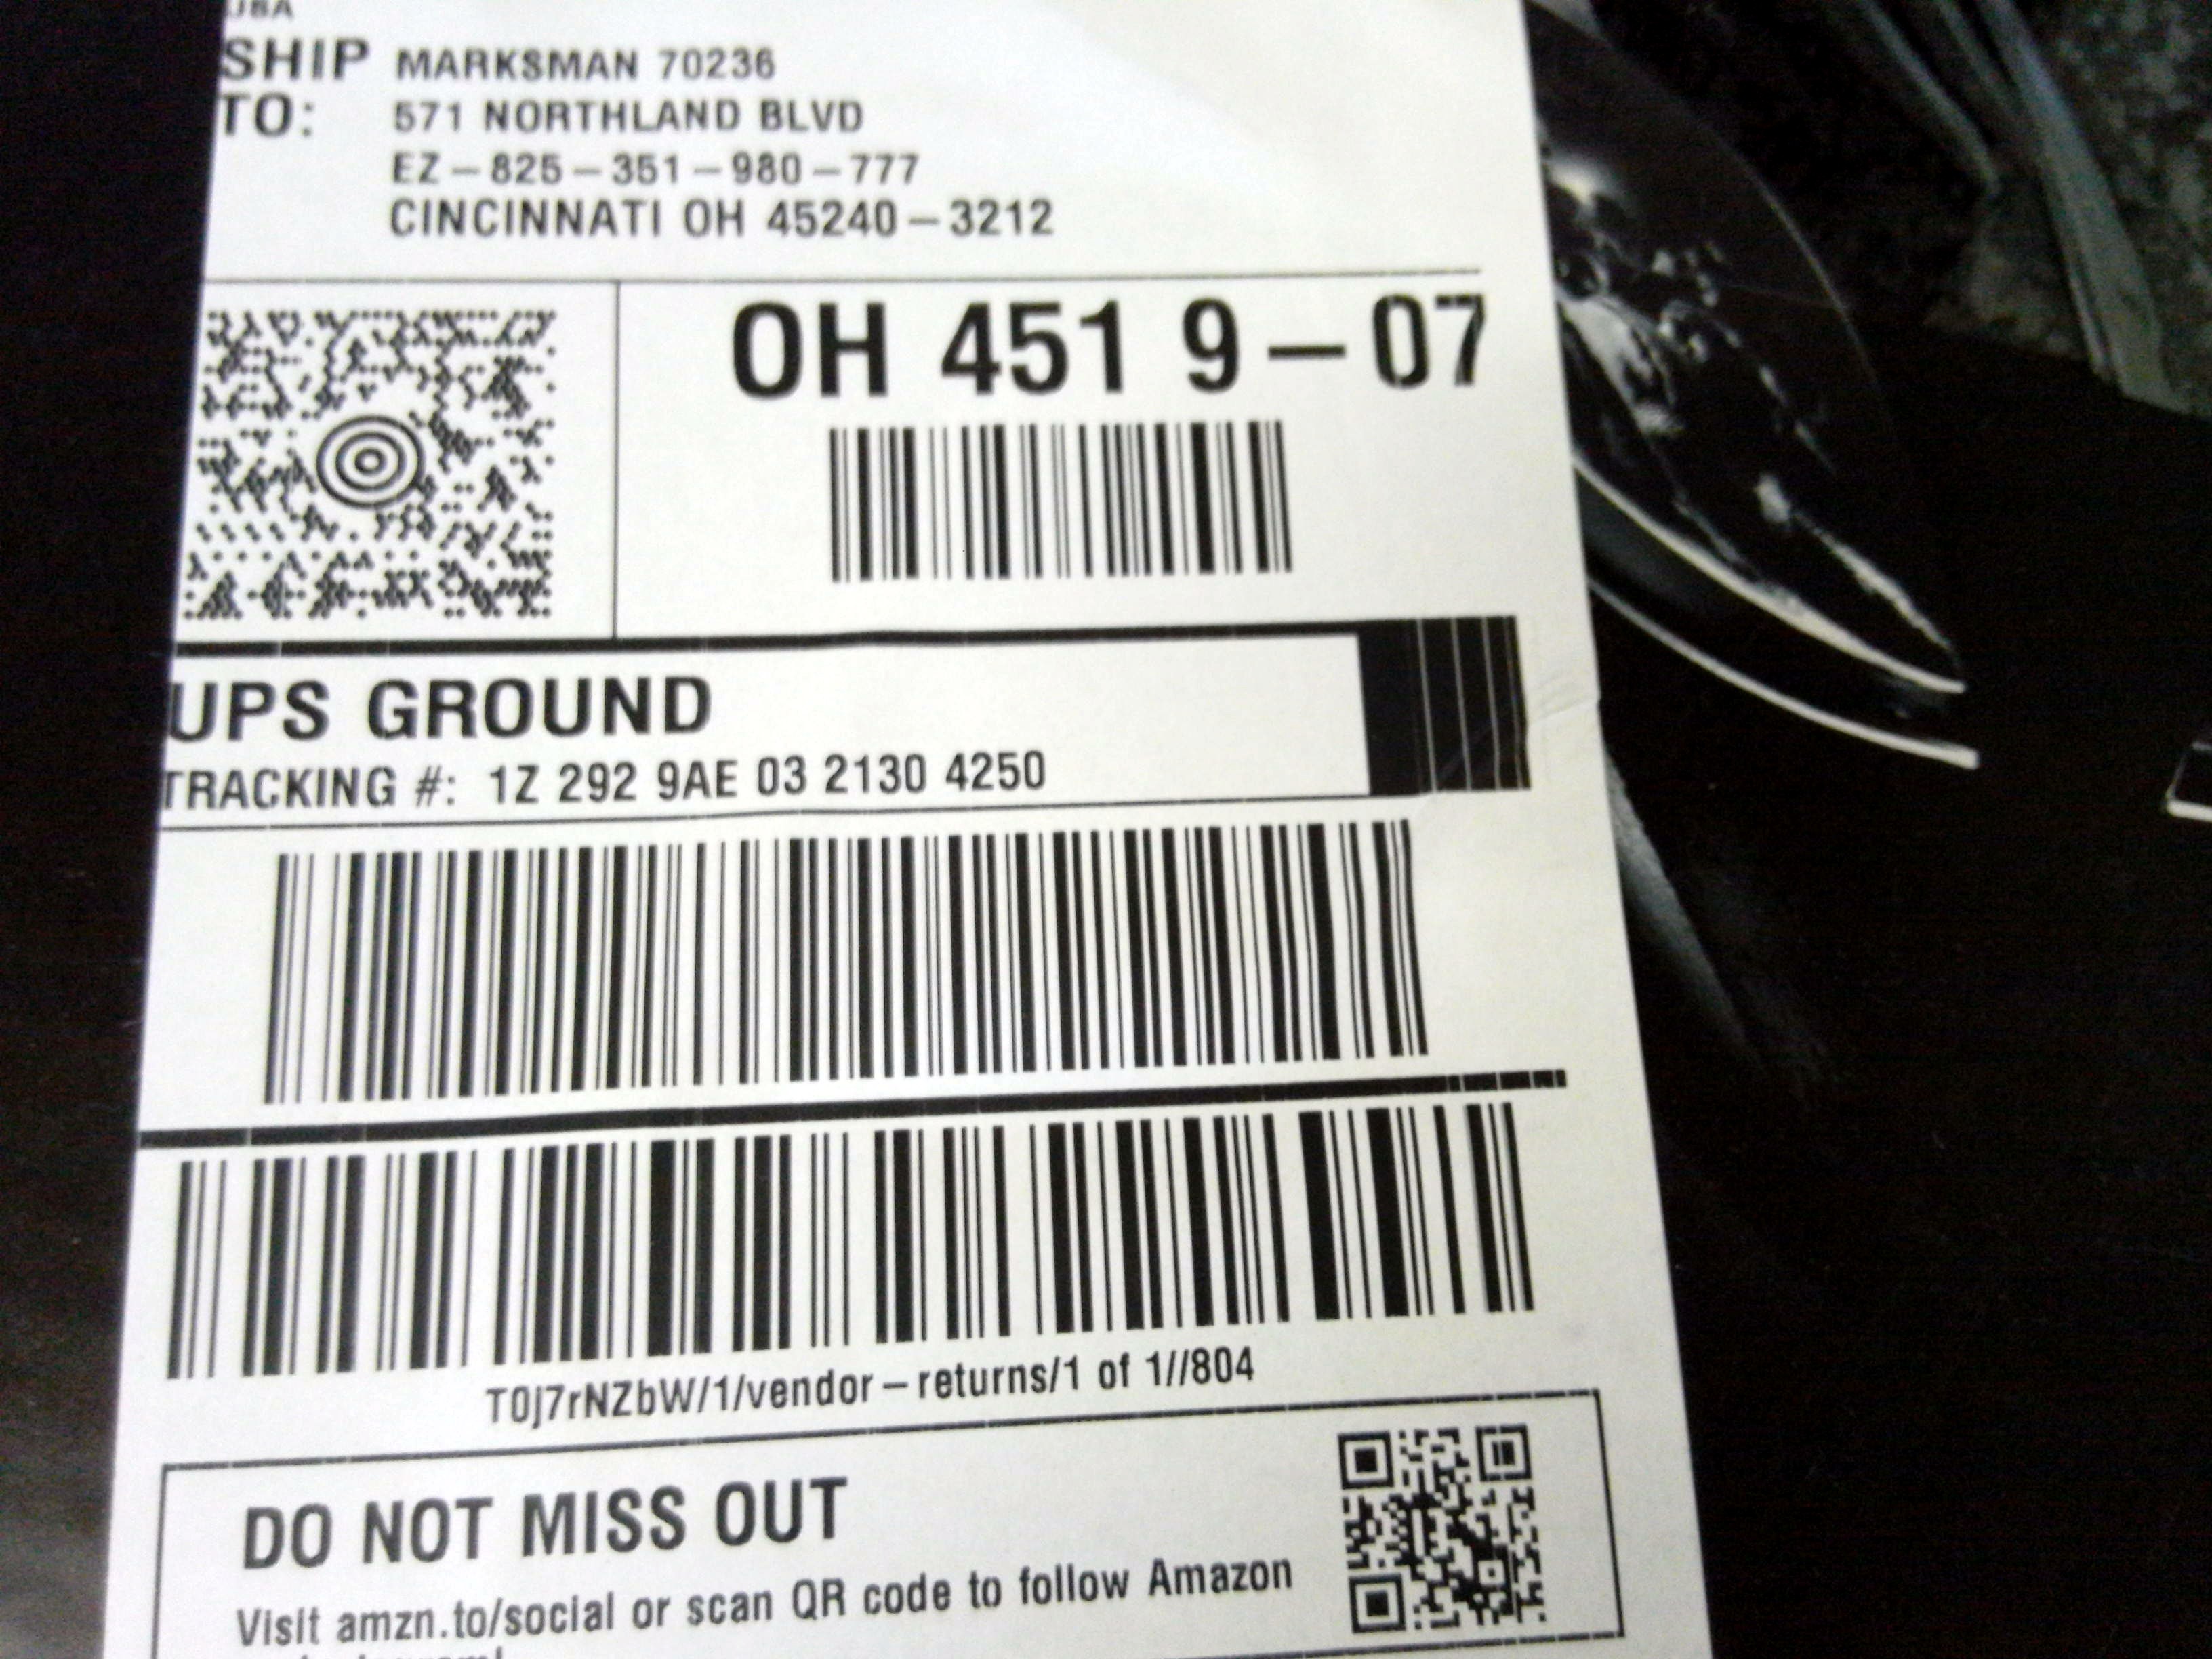 USA
SHIP TO: MARKSMAN 70236
571 NORTHLAND BLVD
EZ-825-351-980-777
CINCINNATI OH 45240-3212
OH 451 9-07
UPS GROUND
TRACKING #: 1Z 292 9AE 03 2130 4250
T0j7rNZbW/1/vendor-returns/1 of 1//804
DO NOT MISS OUT
Visit amzn.to/social or scan QR code to follow Amazon